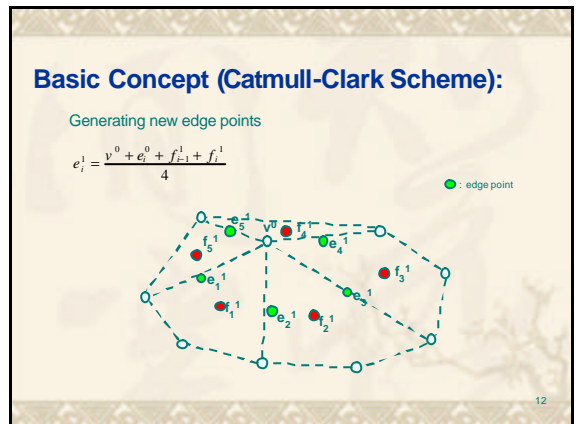 Basic Concept (Catmull-Clark Scheme):
Generating new edge points
e_i^1 = (v^0 + e_i^0 + f_{i-1}^1 + f_i^1) / 4
: edge point
e_5^1
v^0
f_4^1
e_4^1
f_5^1
f_3^1
e_1^1
e_3^1
f_1^1
e_2^1
f_2^1
12